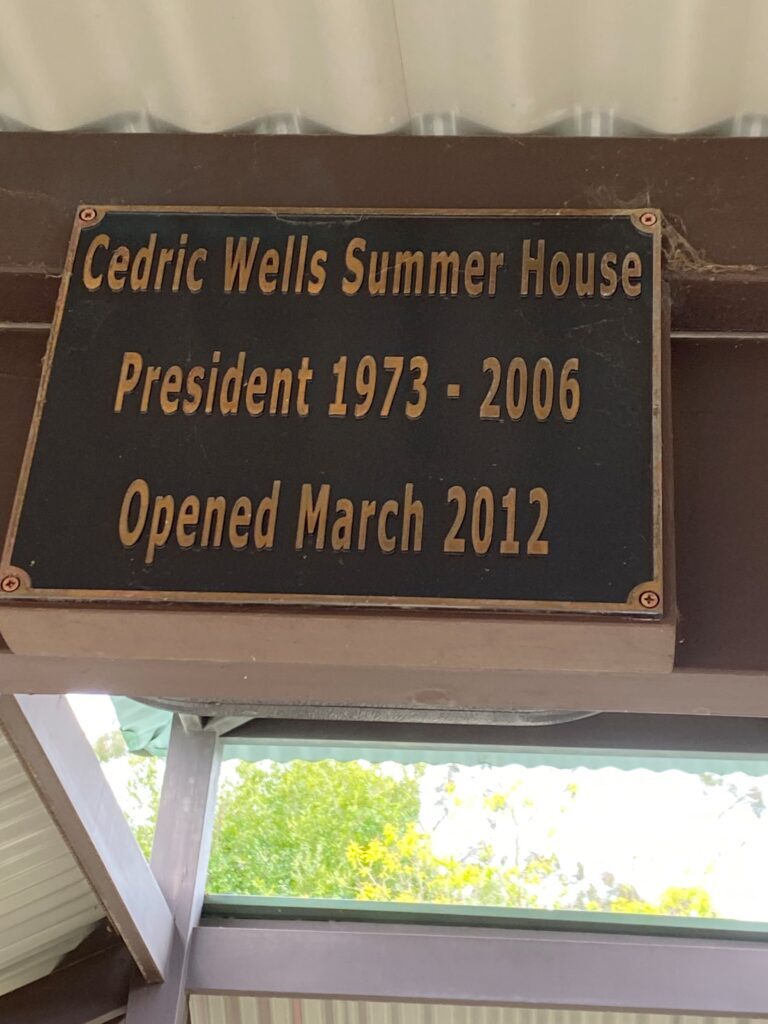 Cedric Wells Summer House
President 1973 - 2006
Opened March 2012